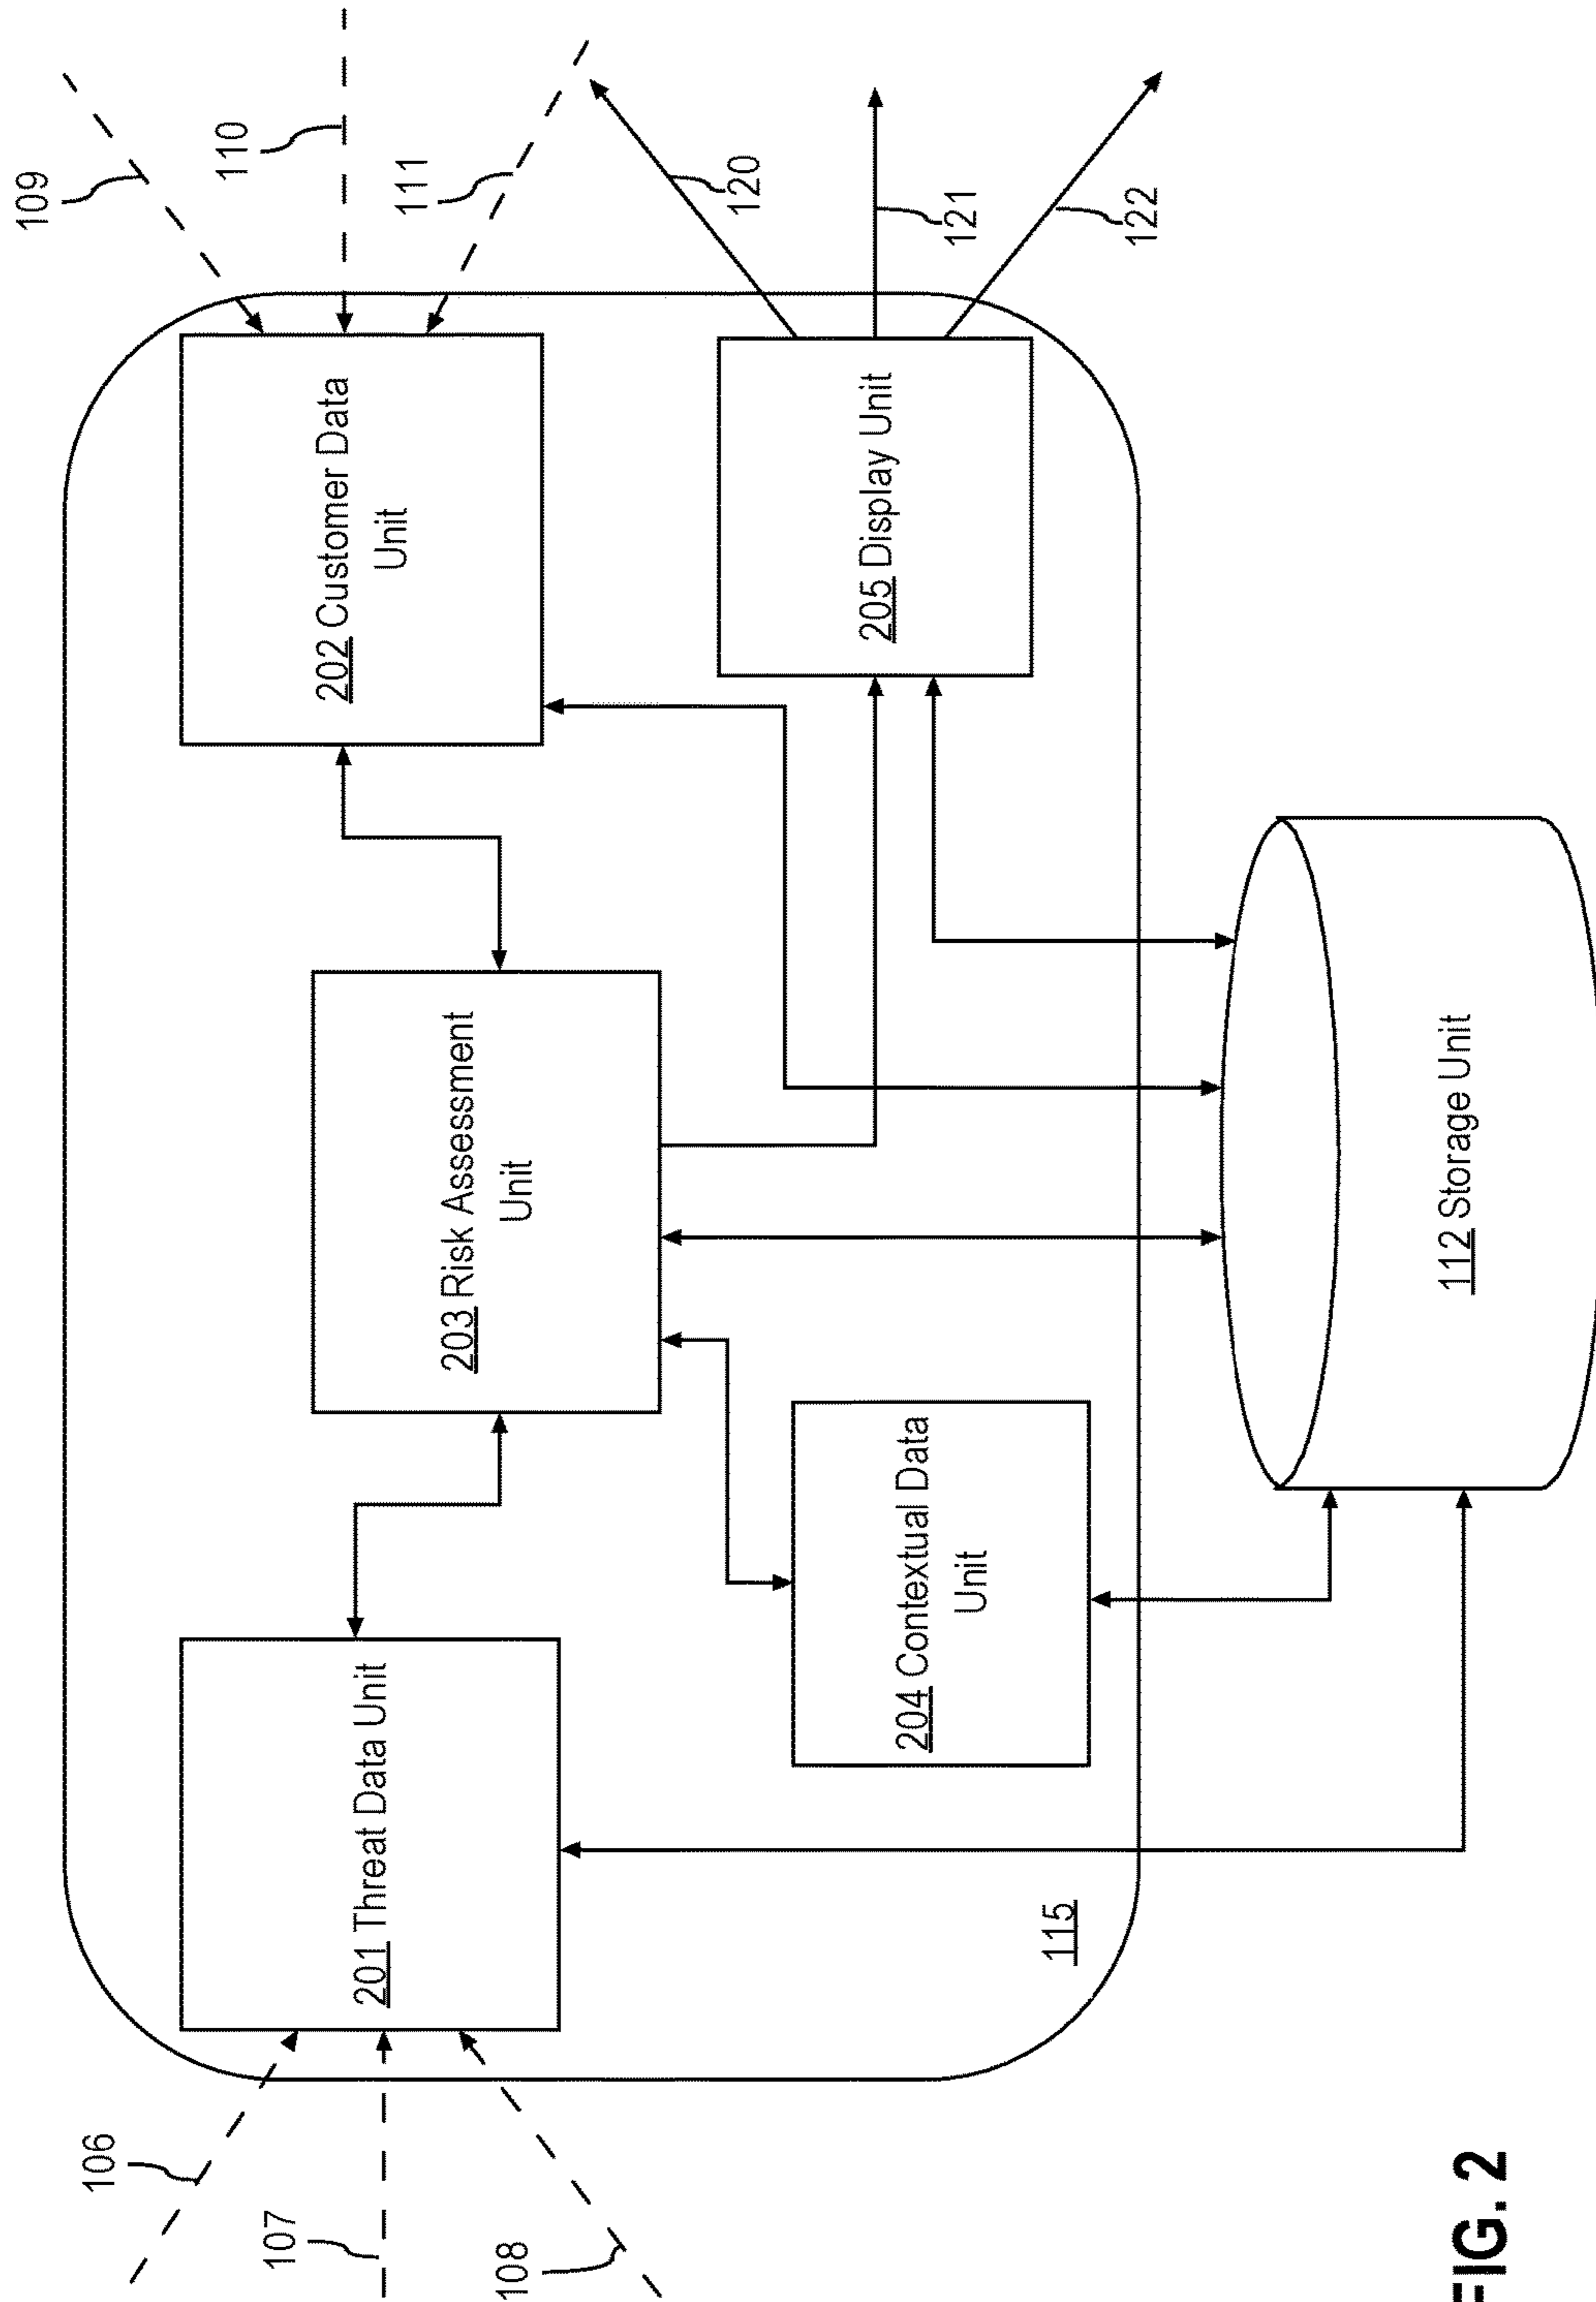 109
110
111
120
121
122
202 Customer Data
Unit
205 Display Unit
203 Risk Assessment
Unit
112 Storage Unit
204 Contextual Data
Unit
201 Threat Data Unit
115
106
107
108
FIG. 2